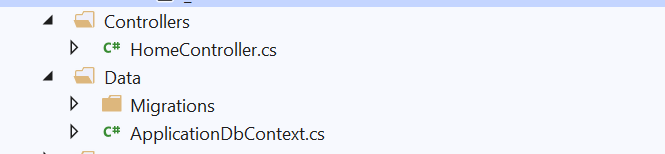 Controllers
C# HomeController.cs
Data
Migrations
C# ApplicationDbContext.cs